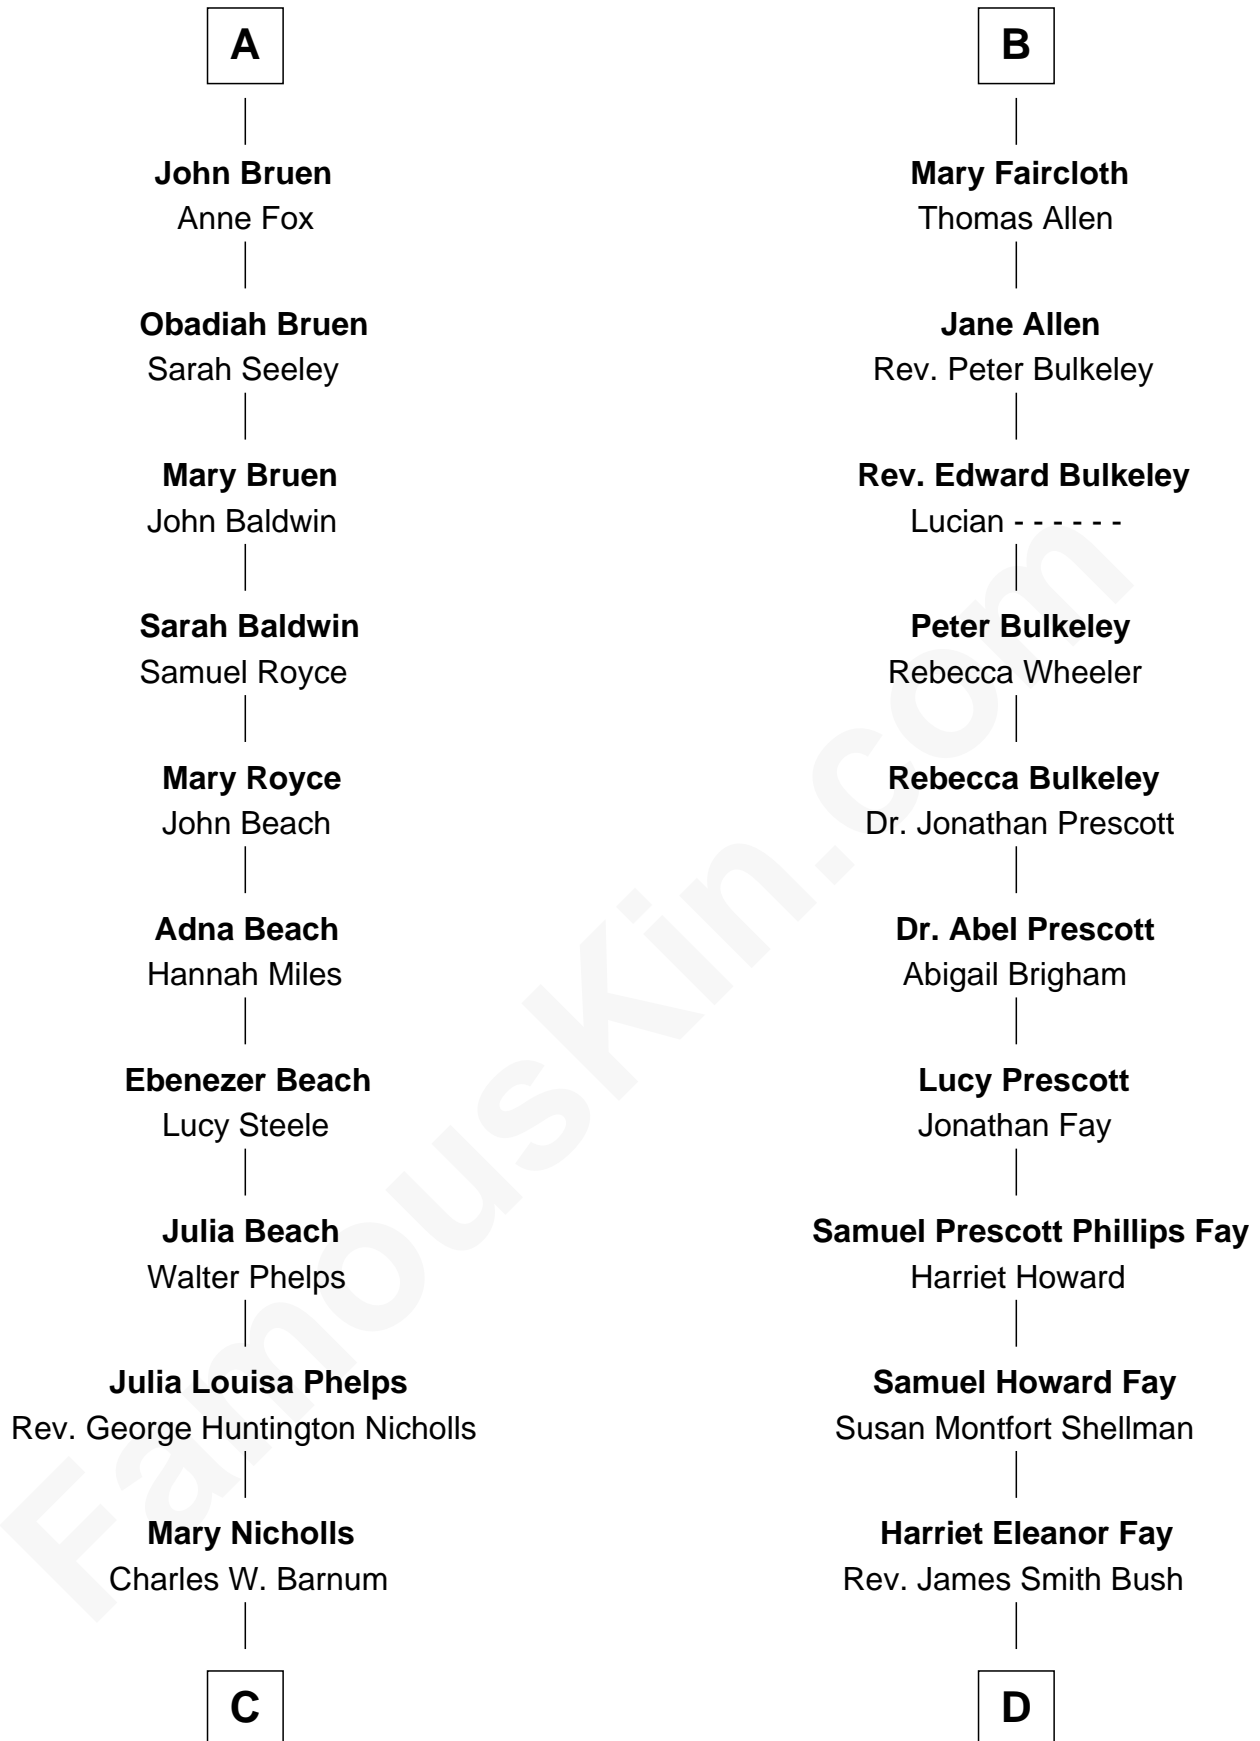 A
John Bruen
Anne Fox
Obadiah Bruen
Sarah Seeley
Mary Bruen
John Baldwin
Sarah Baldwin
Samuel Royce
Mary Royce
John Beach
Adna Beach
Hannah Miles
Ebenezer Beach
Lucy Steele
Julia Beach
Walter Phelps
Julia Louisa Phelps
Rev. George Huntington Nicholls
Mary Nicholls
Charles W. Barnum
C
B
Mary Faircloth
Thomas Allen
Jane Allen
Rev. Peter Bulkeley
Rev. Edward Bulkeley
Lucian - - - - - -
Peter Bulkeley
Rebecca Wheeler
Rebecca Bulkeley
Dr. Jonathan Prescott
Dr. Abel Prescott
Abigail Brigham
Lucy Prescott
Jonathan Fay
Samuel Prescott Phillips Fay
Harriet Howard
Samuel Howard Fay
Susan Montfort Shellman
Harriet Eleanor Fay
Rev. James Smith Bush
D
FamousKin.com